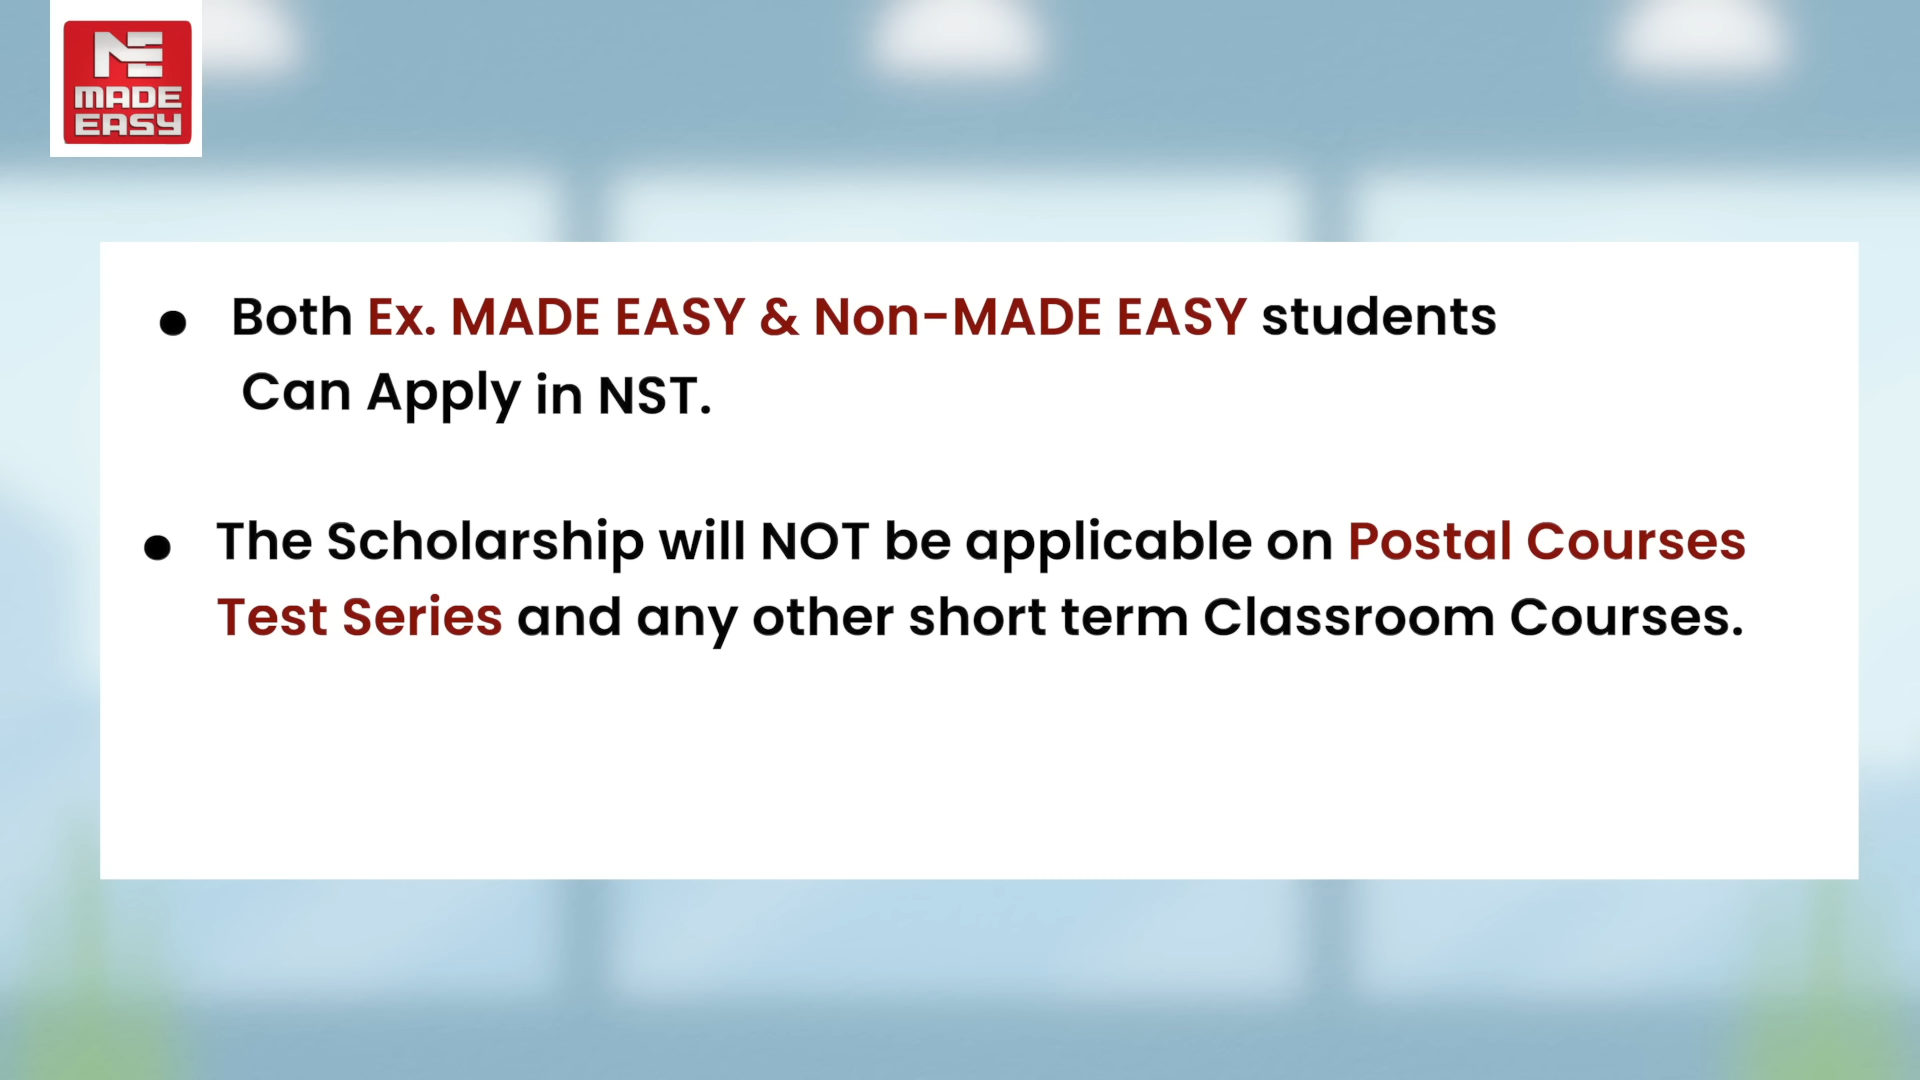 MADE
EASY
● Both Ex. MADE EASY & Non-MADE EASY students
Can Apply in NST.
● The Scholarship will NOT be applicable on Postal Courses
Test Series and any other short term Classroom Courses.